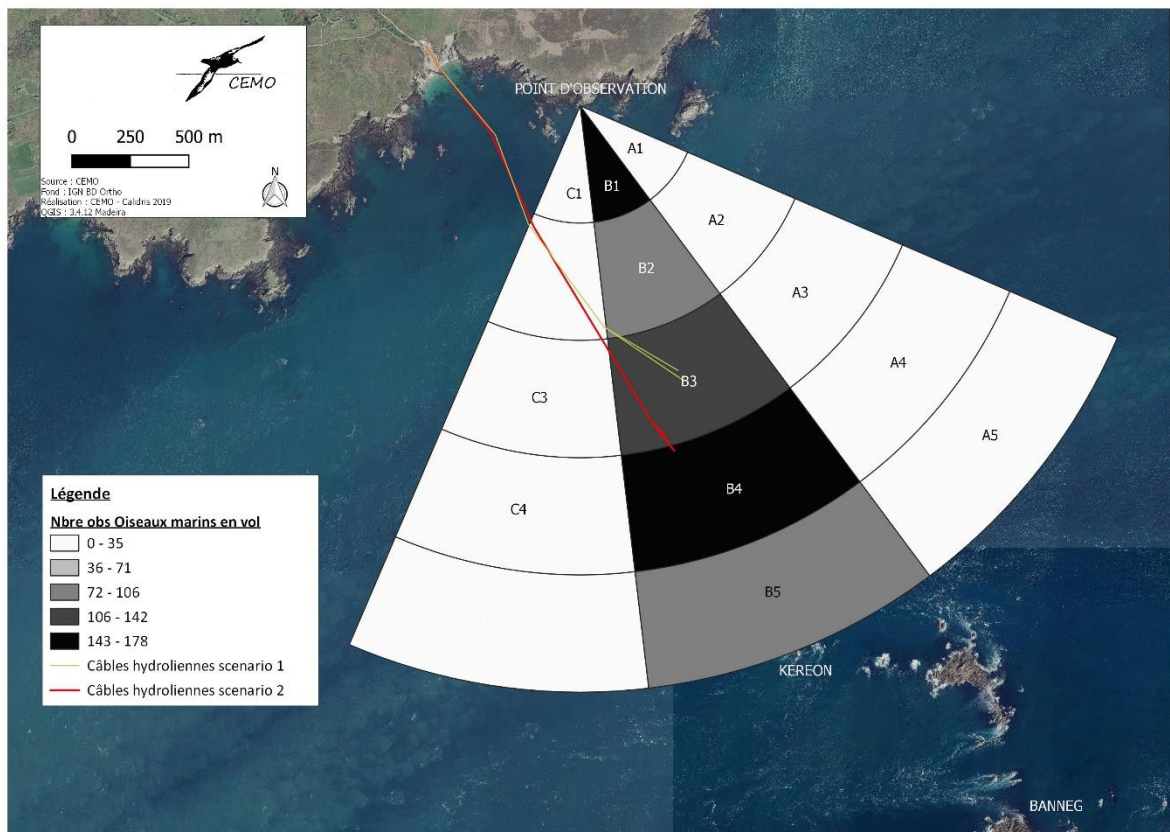 CEMO
0 250 500 m
Source : CEMO
Fond : IGN BD Ortho
Réalisation : CEMO - Calidris 2019
QGIS : 3.4.12 Madeira
N
POINT D'OBSERVATION
A1
B1
C1
A2
B2
A3
B3
C3
A4
A5
B4
C4
B5
KEREON
BANNEG
Légende
Nbre obs Oiseaux marins en vol
0 - 35
36 - 71
72 - 106
106 - 142
143 - 178
Câbles hydroliennes scenario 1
Câbles hydroliennes scenario 2